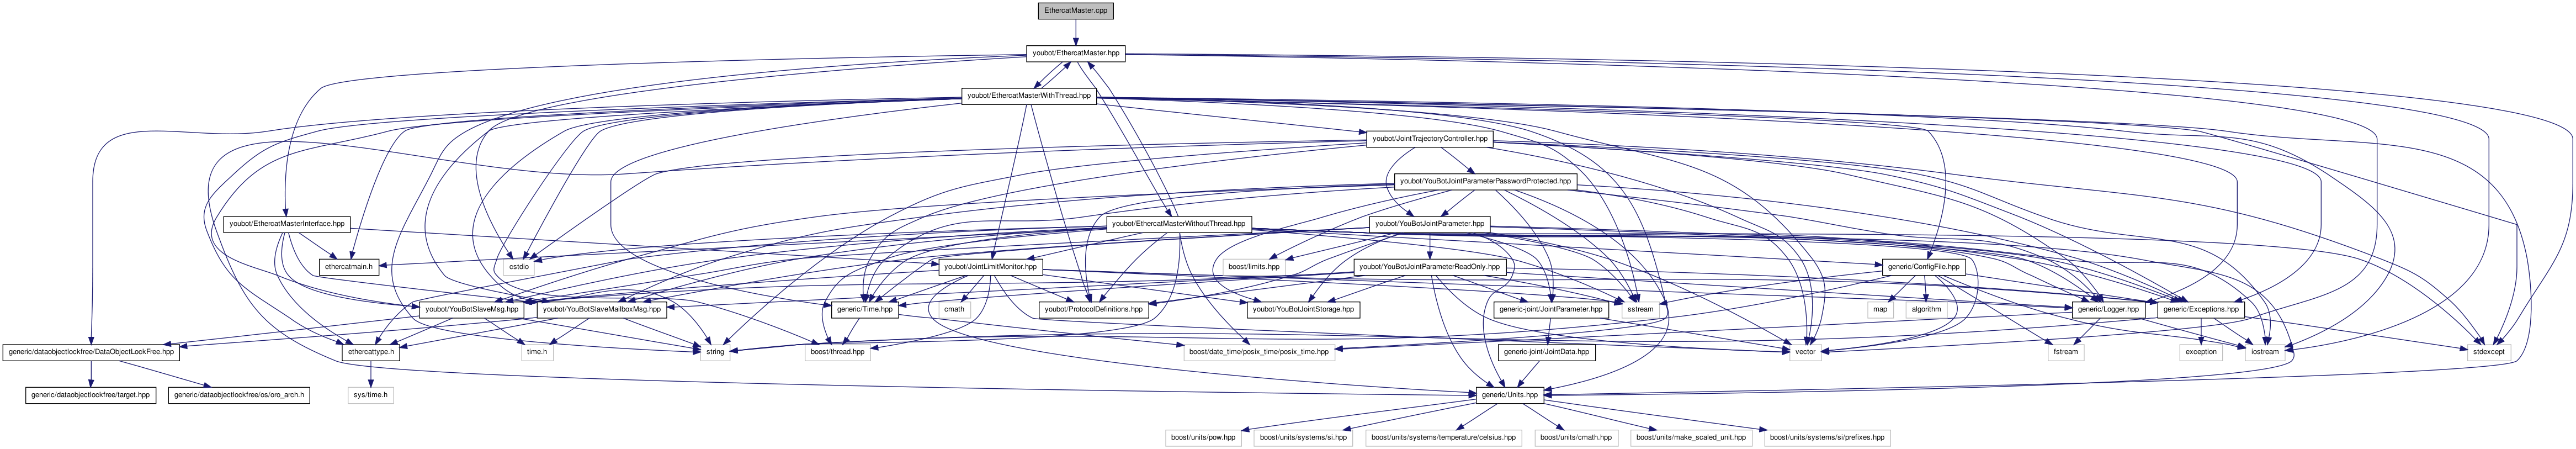 EthercatMaster.cpp
youbot/EthercatMaster.hpp
youbot/EthercatMasterWithThread.hpp
youbot/JointTrajectoryController.hpp
youbot/YouBotJointParameterPasswordProtected.hpp
youbot/EthercatMasterInterface.hpp
youbot/EthercatMasterWithoutThread.hpp
youbot/YouBotJointParameter.hpp
ethercatmain.h
cstdio
youbot/JointLimitMonitor.hpp
boost/limits.hpp
youbot/YouBotJointParameterReadOnly.hpp
generic/ConfigFile.hpp
youbot/YouBotSlaveMsg.hpp
youbot/YouBotSlaveMailboxMsg.hpp
generic/Time.hpp
cmath
youbot/ProtocolDefinitions.hpp
youbot/YouBotJointStorage.hpp
sstream
generic-joint/JointParameter.hpp
map
algorithm
generic/Logger.hpp
generic/Exceptions.hpp
generic/dataobjectlockfree/DataObjectLockFree.hpp
ethercattype.h
time.h
string
boost/thread.hpp
boost/date_time/posix_time/posix_time.hpp
generic-joint/JointData.hpp
vector
fstream
exception
iostream
stdexcept
generic/dataobjectlockfree/target.hpp
generic/dataobjectlockfree/os/oro_arch.h
sys/time.h
generic/Units.hpp
boost/units/pow.hpp
boost/units/systems/si.hpp
boost/units/systems/temperature/celsius.hpp
boost/units/cmath.hpp
boost/units/make_scaled_unit.hpp
boost/units/systems/si/prefixes.hpp